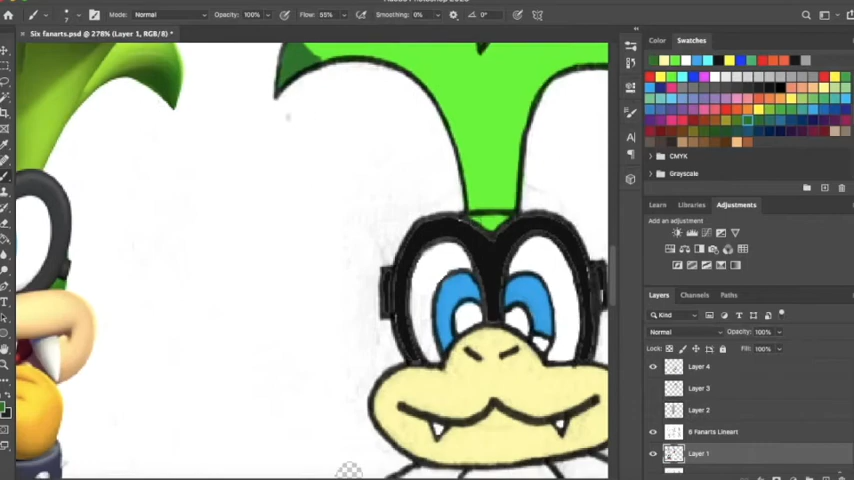 Mode: Normal Opacity: 100% Flow: 55% Smoothing: 0% 0°
7
Six fanarts.psd @ 278% (Layer 1, RGB/8) *
Color Swatches
CMYK
Grayscale
Learn Libraries Adjustments
Add an adjustment
Layers Channels Paths
Kind
Normal Opacity: 100%
Lock: Fill: 100%
Layer 4
Layer 3
Layer 2
6 Fanarts Lineart
Layer 1